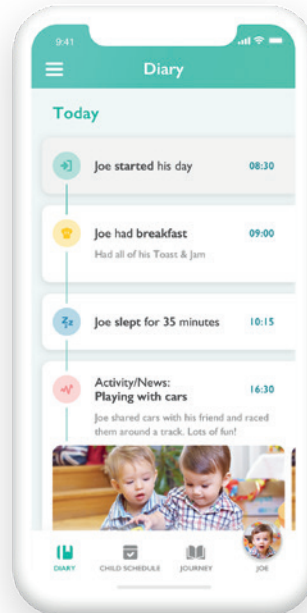 9:41
Diary
Today
Joe started his day 08:30
Joe had breakfast 09:00
Had all of his Toast & Jam
Zz
Joe slept for 35 minutes 10:15
Activity/News:
Playing with cars 16:30
Joe shared cars with his friend and raced
them around a track. Lots of fun!
DIARY CHILD SCHEDULE JOURNEY JOE